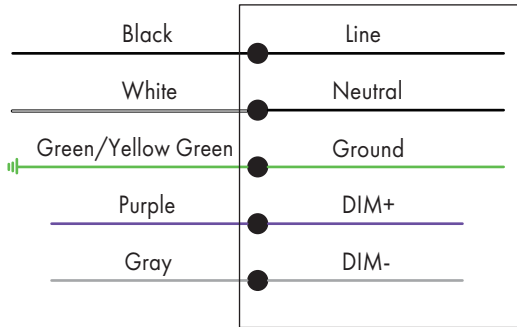 Black Line
White Neutral
Green/Yellow Green Ground
Purple DIM+
Gray DIM-